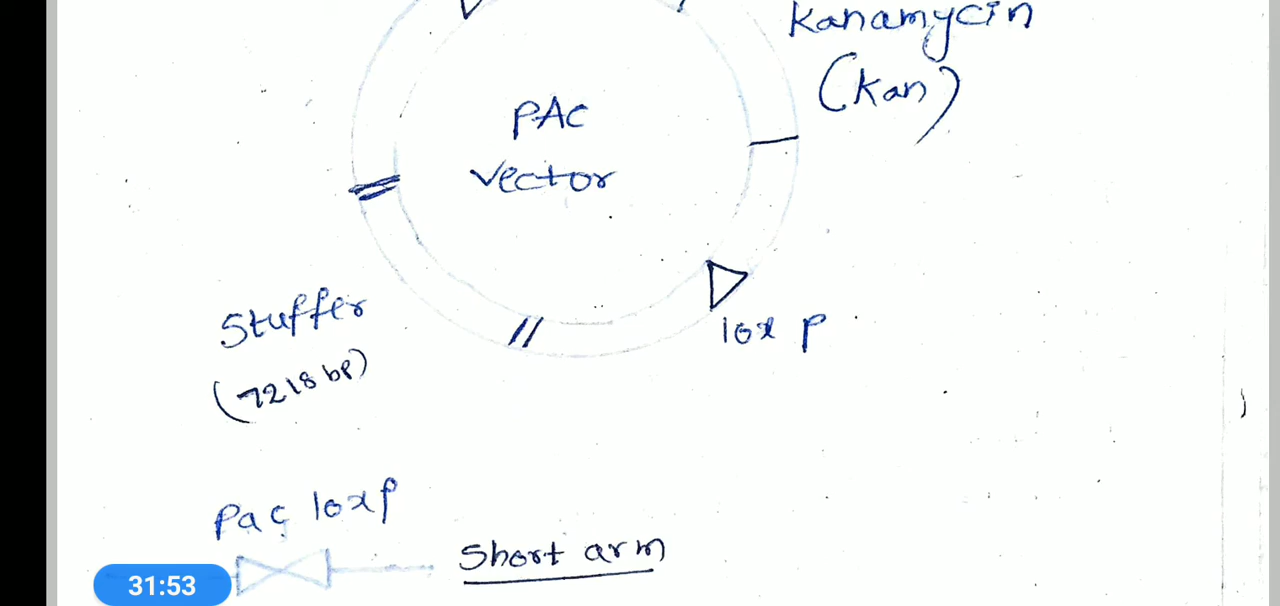 Kanamycin
(Kan)
PAC
vector
Stuffer
(7218 bp)
lox p
Pac loxp
Short arm
31:53